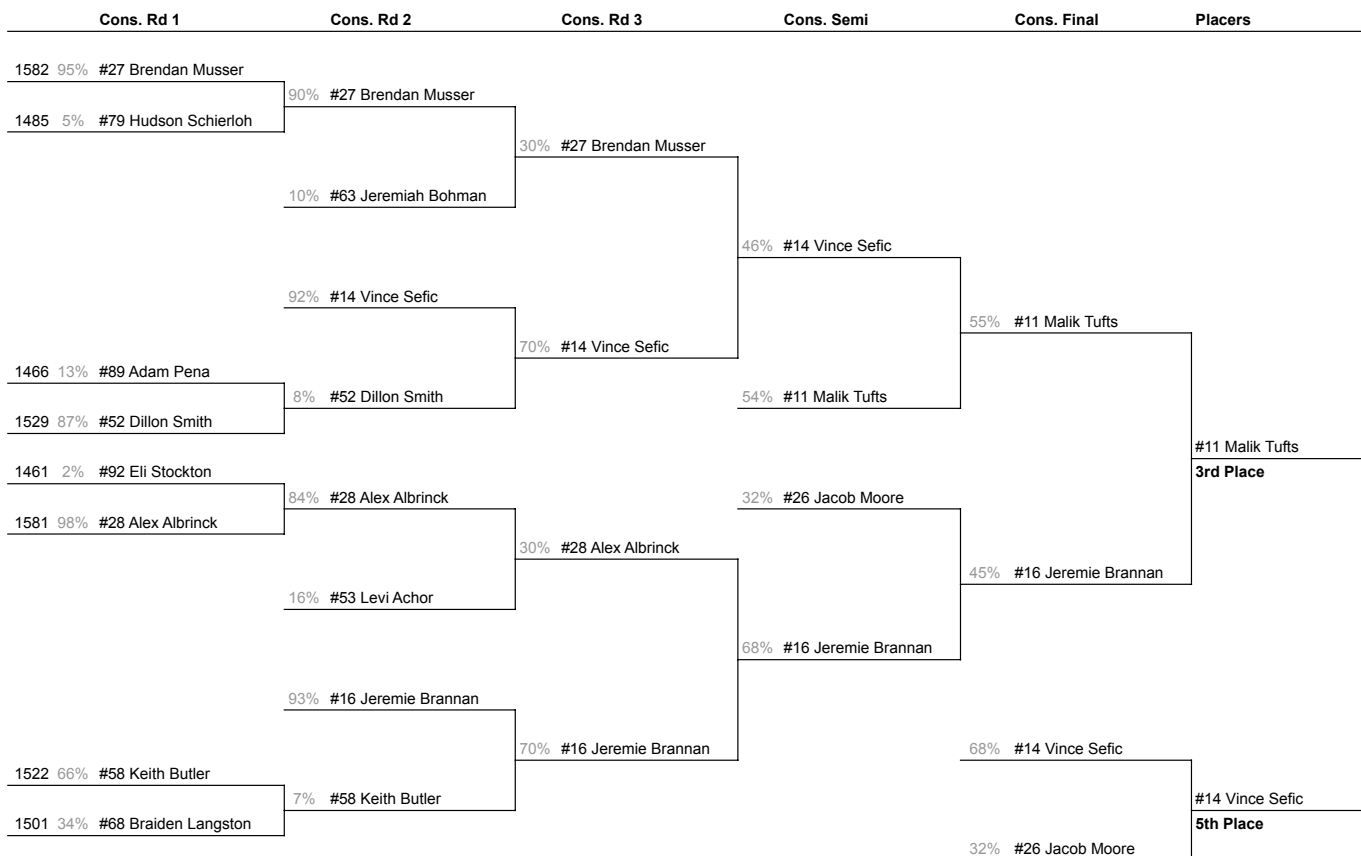 Cons. Rd 1 Cons. Rd 2 Cons. Rd 3 Cons. Semi Cons. Final Placers
1582 95% #27 Brendan Musser
90% #27 Brendan Musser
1485 5% #79 Hudson Schierloh
30% #27 Brendan Musser
10% #63 Jeremiah Bohman
46% #14 Vince Sefic
92% #14 Vince Sefic
55% #11 Malik Tufts
70% #14 Vince Sefic
1466 13% #89 Adam Pena
8% #52 Dillon Smith 54% #11 Malik Tufts
1529 87% #52 Dillon Smith
#11 Malik Tufts
1461 2% #92 Eli Stockton 3rd Place
84% #28 Alex Albrinck 32% #26 Jacob Moore
1581 98% #28 Alex Albrinck
30% #28 Alex Albrinck
45% #16 Jeremie Brannan
16% #53 Levi Achor
68% #16 Jeremie Brannan
93% #16 Jeremie Brannan
70% #16 Jeremie Brannan 68% #14 Vince Sefic
1522 66% #58 Keith Butler
7% #58 Keith Butler #14 Vince Sefic
1501 34% #68 Braiden Langston 5th Place
32% #26 Jacob Moore